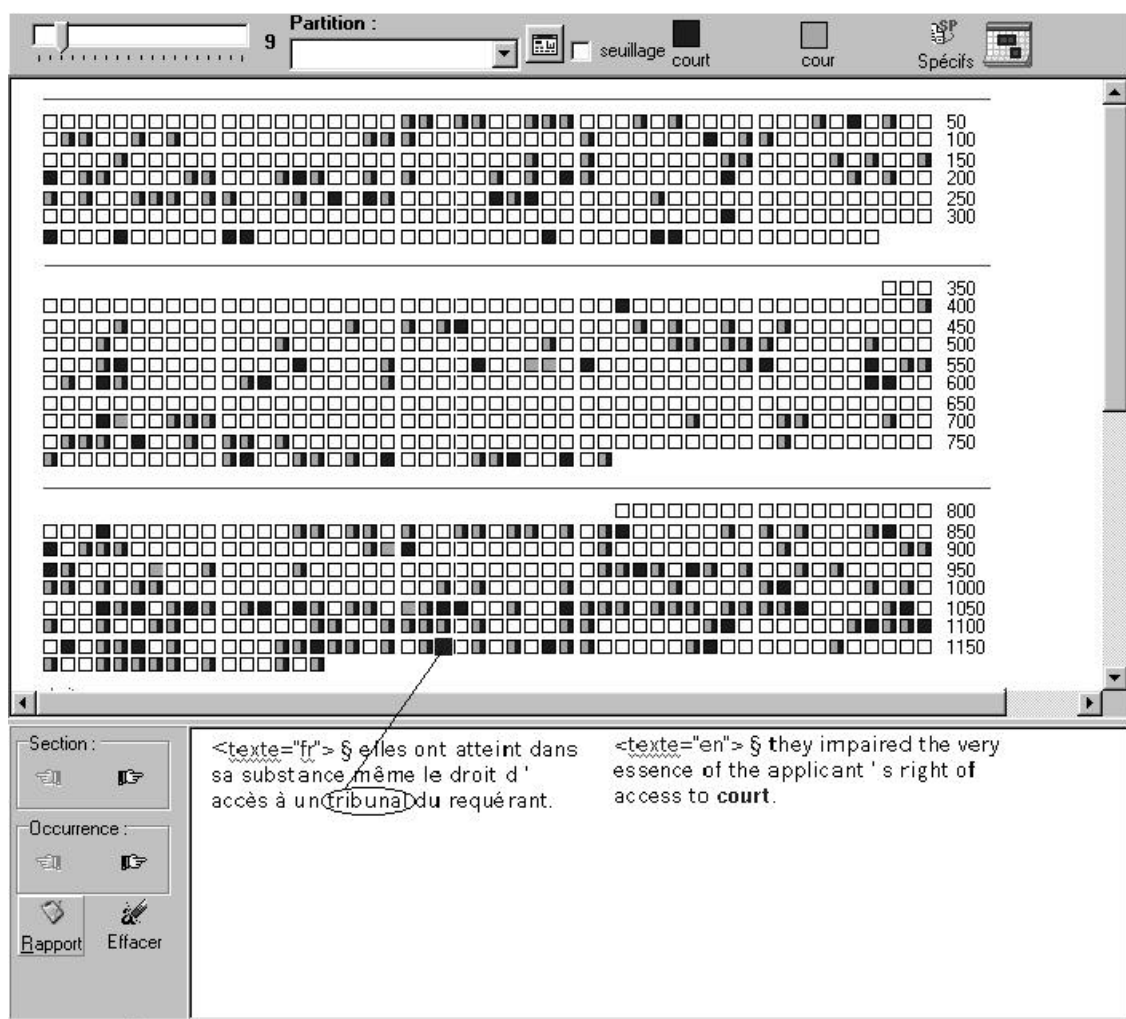 Partition :
9
seuillage
court
cour
SP
Spécifs
50
100
150
200
250
300
350
400
450
500
550
600
650
700
750
800
850
900
950
1000
1050
1100
1150
Section :
Occurrence :
Rapport
Effacer
<texte="fr"> § elles ont atteint dans
sa substance même le droit d '
accès à un tribunal du requérant.
<texte="en"> § they impaired the very
essence of the applicant ' s right of
access to court.